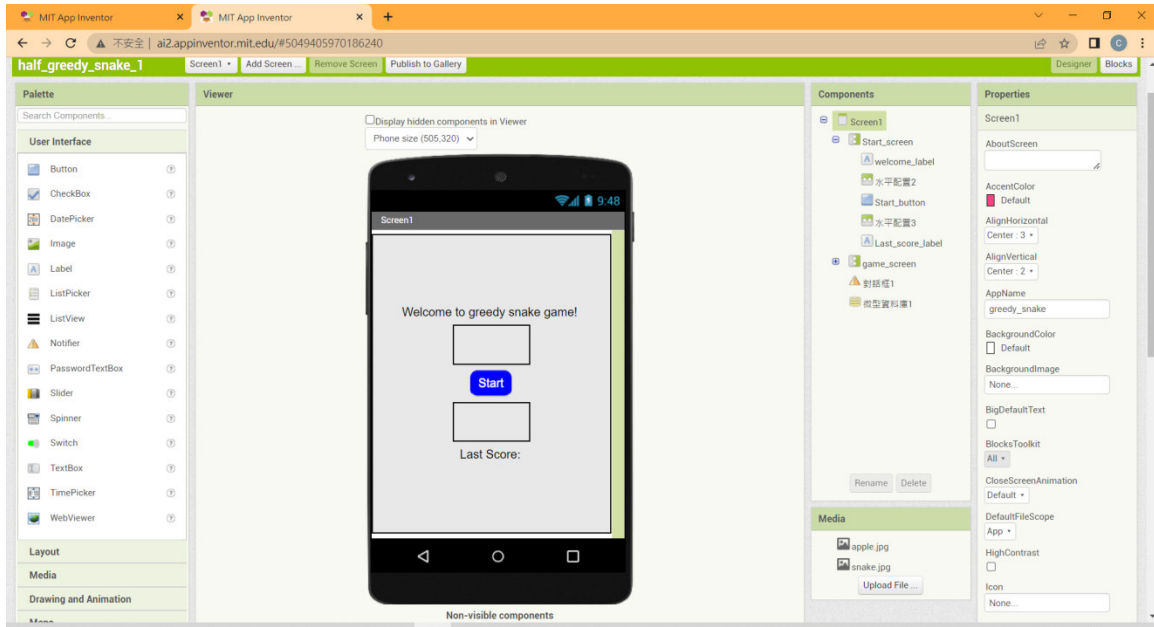 MIT App Inventor
MIT App Inventor
不安全 | ai2.appinventor.mit.edu/#5049405970186240
half_greedy_snake_1
Screen1
Add Screen ...
Remove Screen
Publish to Gallery
Designer
Blocks
Palette
Search Components...
User Interface
Button
CheckBox
DatePicker
Image
Label
ListPicker
ListView
Notifier
PasswordTextBox
Slider
Spinner
Switch
TextBox
TimePicker
WebViewer
Layout
Media
Drawing and Animation
Maps
Viewer
Display hidden components in Viewer
Phone size (505,320)
9:48
Screen1
Welcome to greedy snake game!
Start
Last Score:
Non-visible components
Components
Screen1
Start_screen
welcome_label
水平配置2
Start_button
水平配置3
Last_score_label
game_screen
對話框1
微型資料庫1
Rename
Delete
Media
apple.jpg
snake.jpg
Upload File ...
Properties
Screen1
AboutScreen
AccentColor
Default
AlignHorizontal
Center : 3
AlignVertical
Center : 2
AppName
greedy_snake
BackgroundColor
Default
BackgroundImage
None...
BigDefaultText
BlocksToolkit
All
CloseScreenAnimation
Default
DefaultFileScope
App
HighContrast
Icon
None...